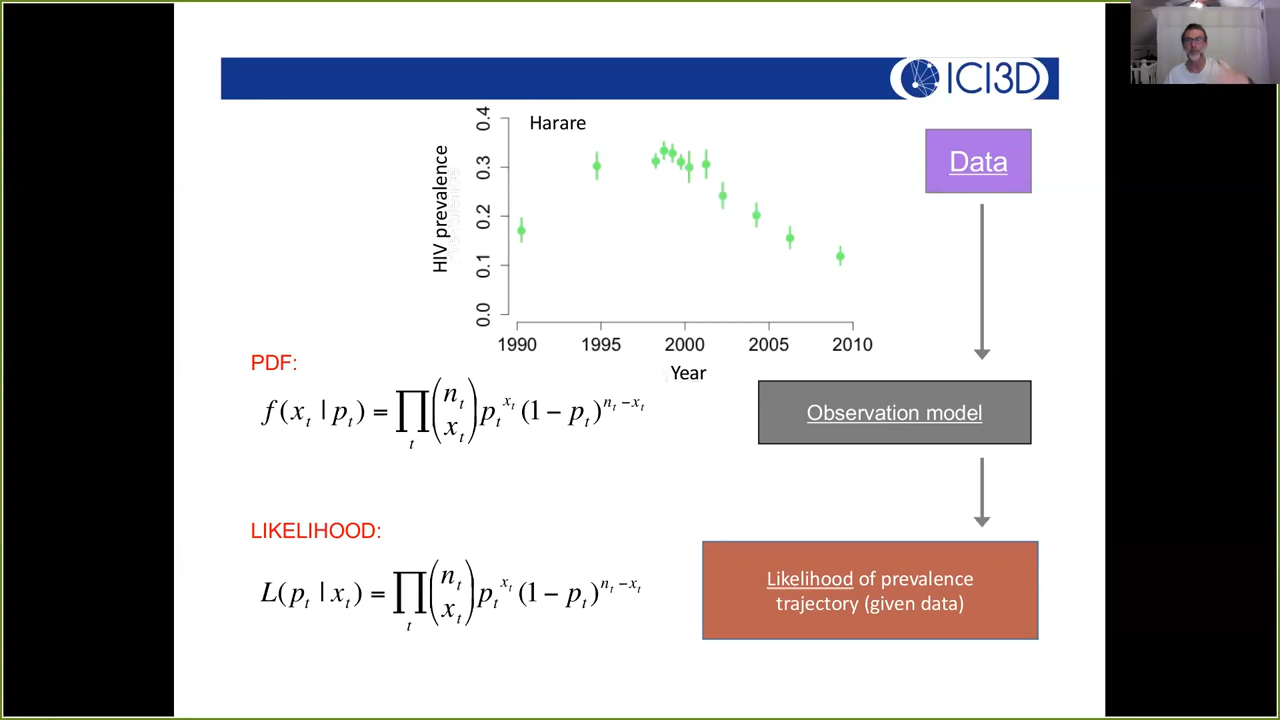 ICI3D
Harare
HIV prevalence
0.4
0.3
0.2
0.1
0.0
1990 1995 2000 2005 2010
Year
Data
PDF:
f(x_t | p_t) = ∏_t (n_t x_t) p_t^{x_t} (1 − p_t)^{n_t − x_t}
Observation model
LIKELIHOOD:
L(p_t | x_t) = ∏_t (n_t x_t) p_t^{x_t} (1 − p_t)^{n_t − x_t}
Likelihood of prevalence
trajectory (given data)